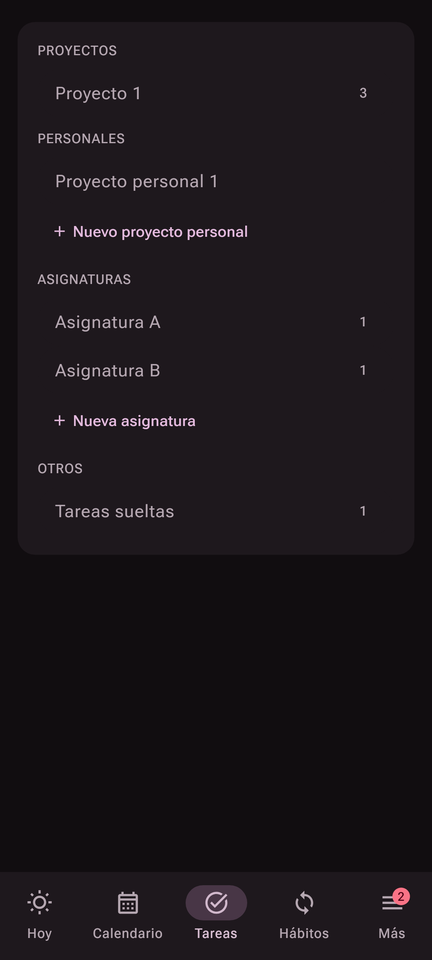 PROYECTOS
Proyecto 1 3
PERSONALES
Proyecto personal 1
+ Nuevo proyecto personal
ASIGNATURAS
Asignatura A 1
Asignatura B 1
+ Nueva asignatura
OTROS
Tareas sueltas 1
2
Hoy Calendario Tareas Hábitos Más